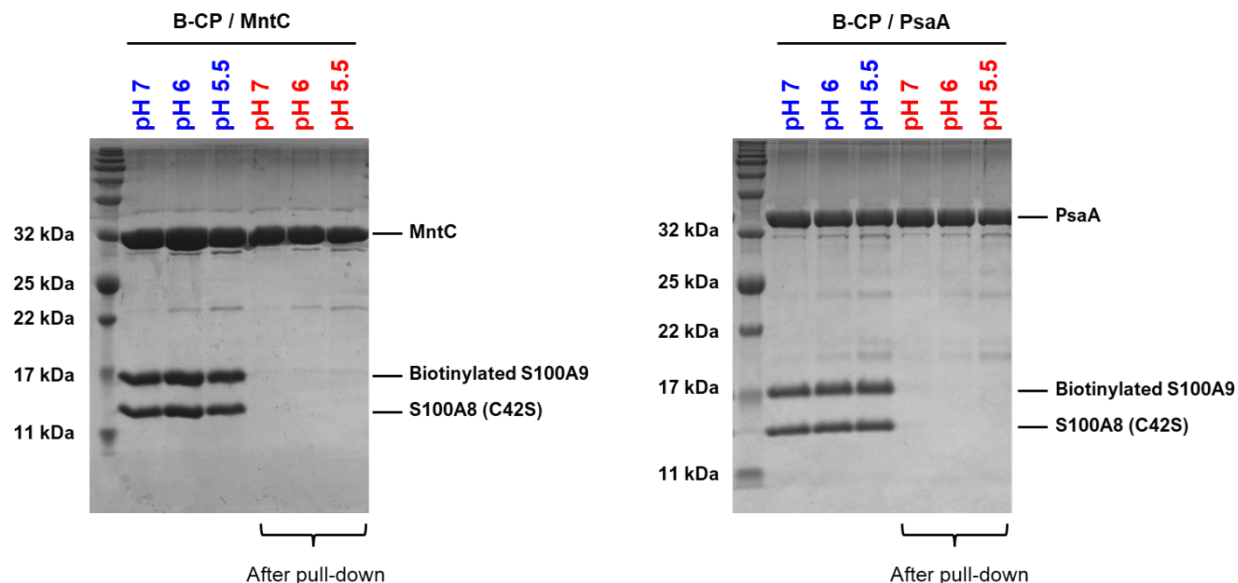 B-CP / MntC
pH 7
pH 6
pH 5.5
pH 7
pH 6
pH 5.5
32 kDa
25 kDa
22 kDa
17 kDa
11 kDa
MntC
Biotinylated S100A9
S100A8 (C42S)
After pull-down
B-CP / PsaA
pH 7
pH 6
pH 5.5
pH 7
pH 6
pH 5.5
32 kDa
25 kDa
22 kDa
17 kDa
11 kDa
PsaA
Biotinylated S100A9
S100A8 (C42S)
After pull-down